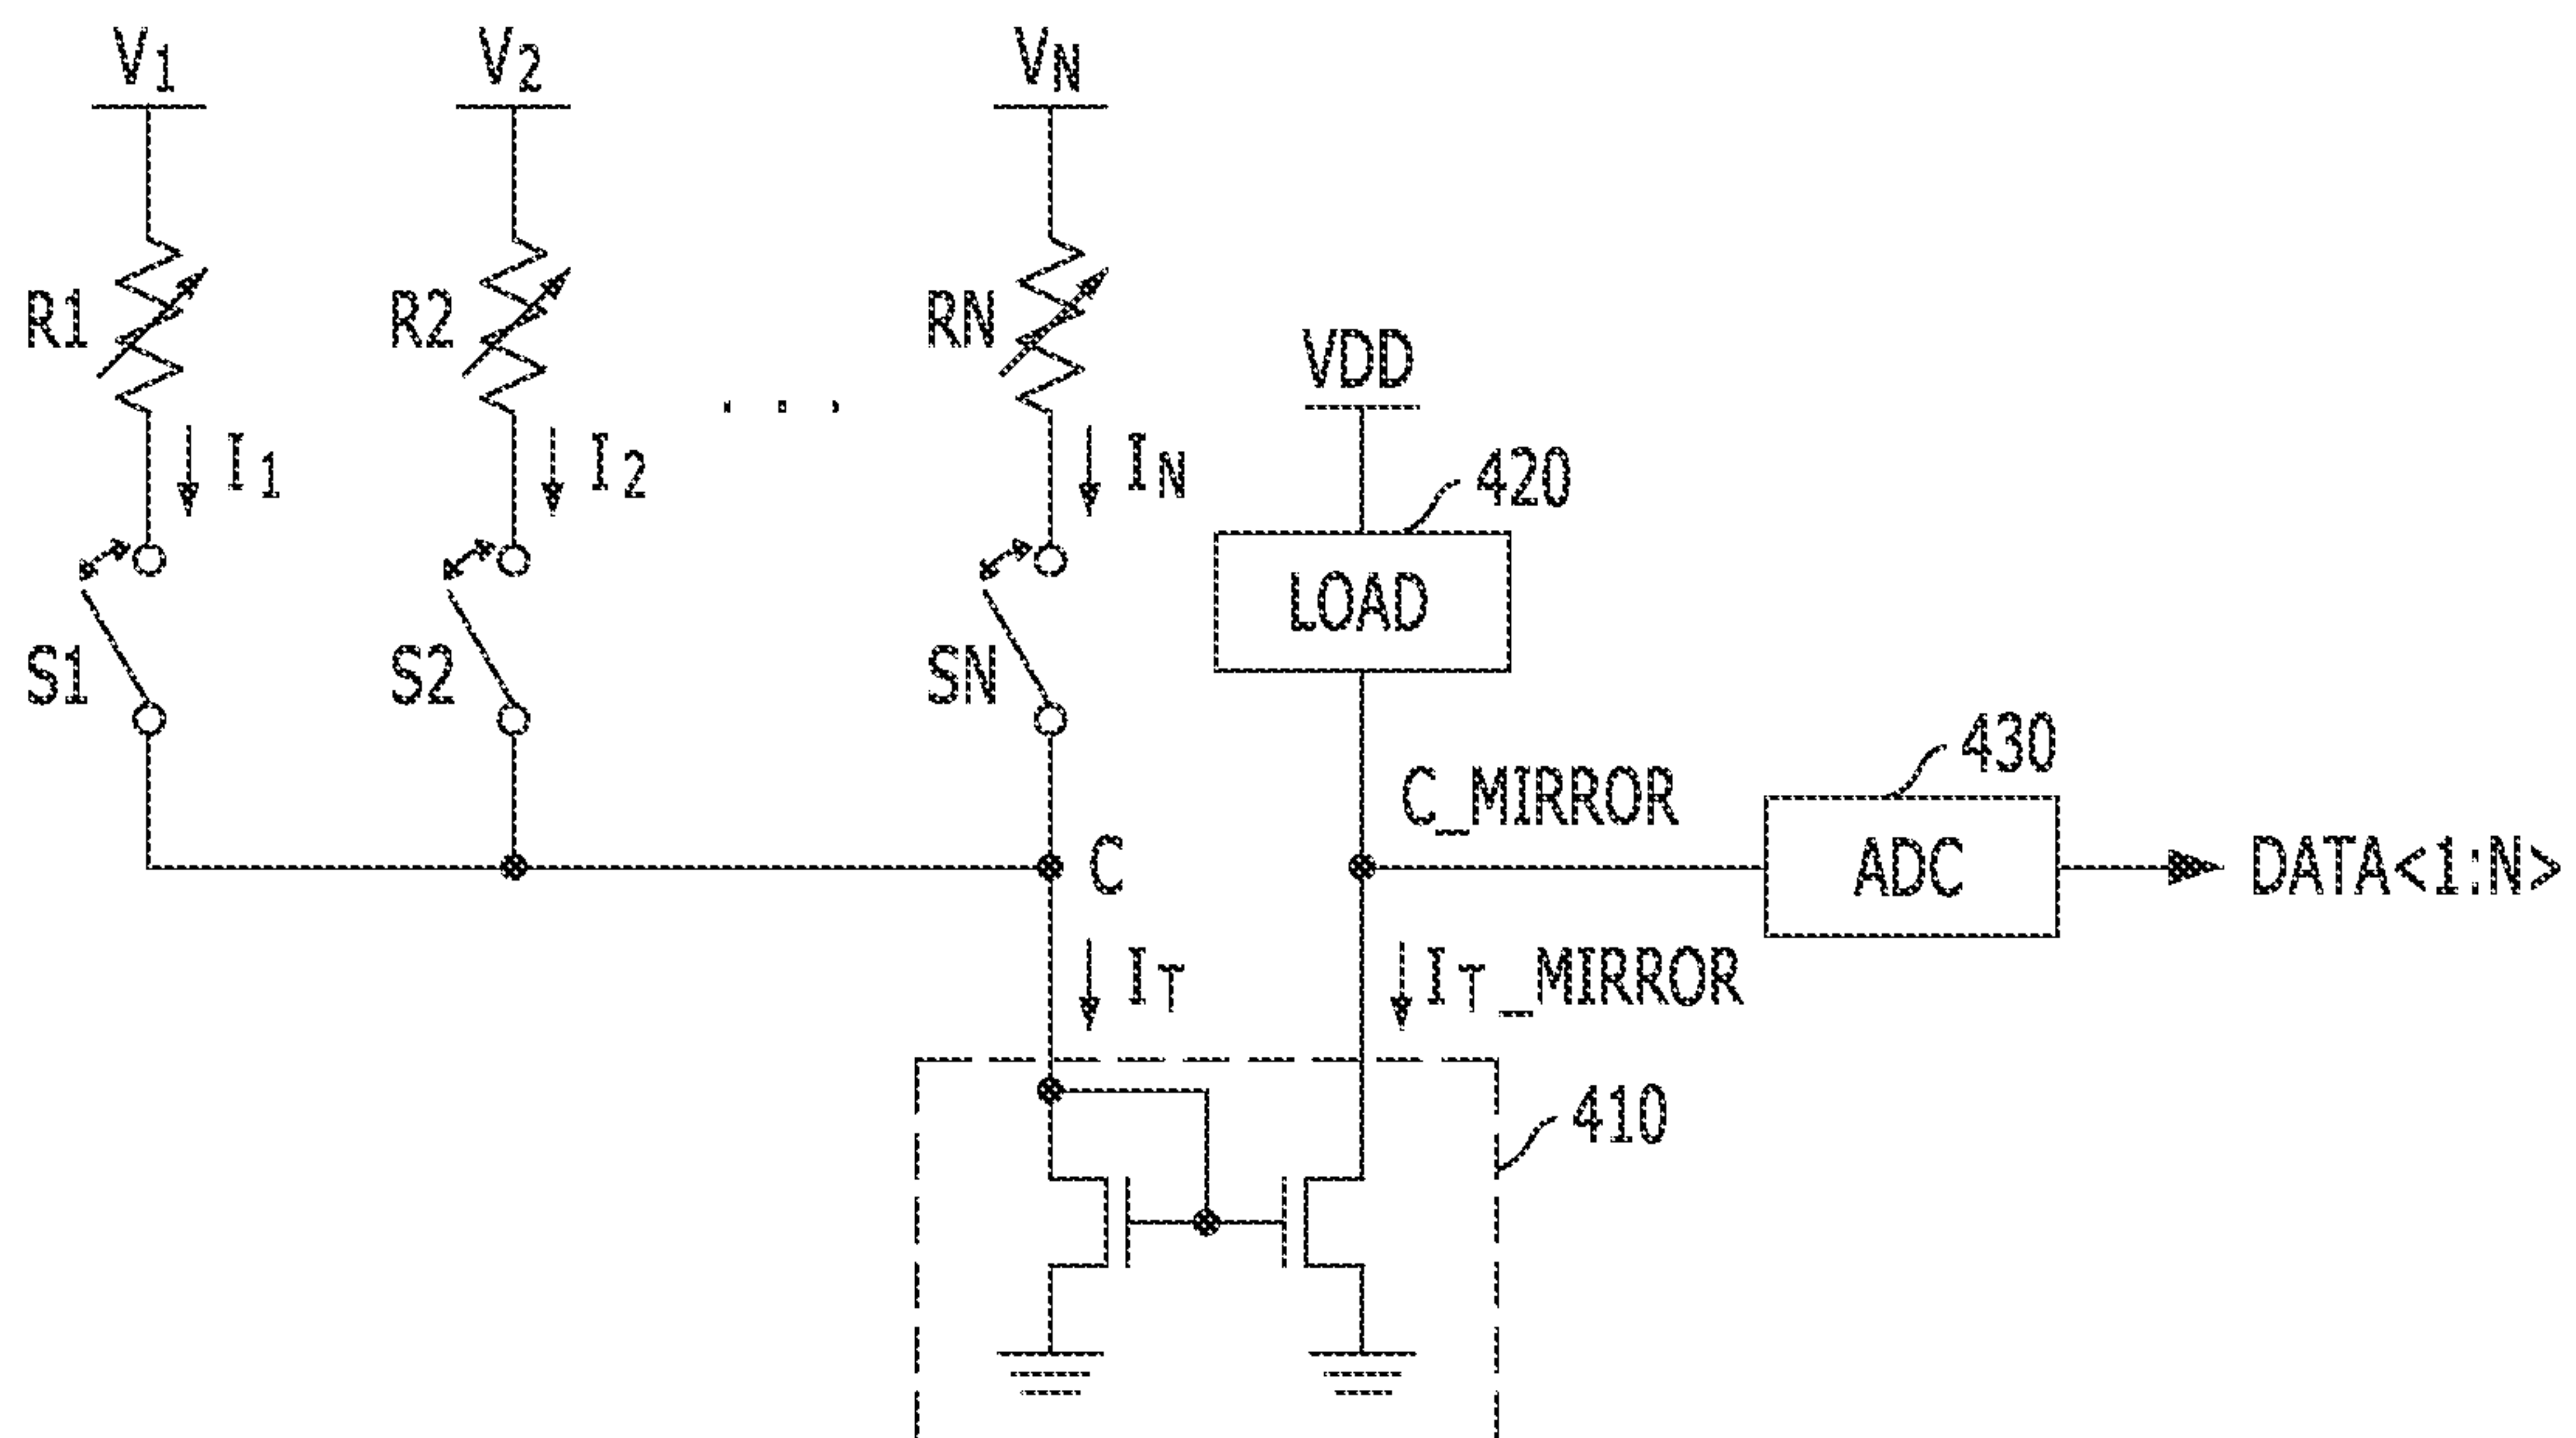 V1 V2 VN
R1 R2 RN
VDD
I1 I2 IN
420
LOAD
S1 S2 SN
430
C_MIRROR
C
ADC
DATA<1:N>
IT IT_MIRROR
410